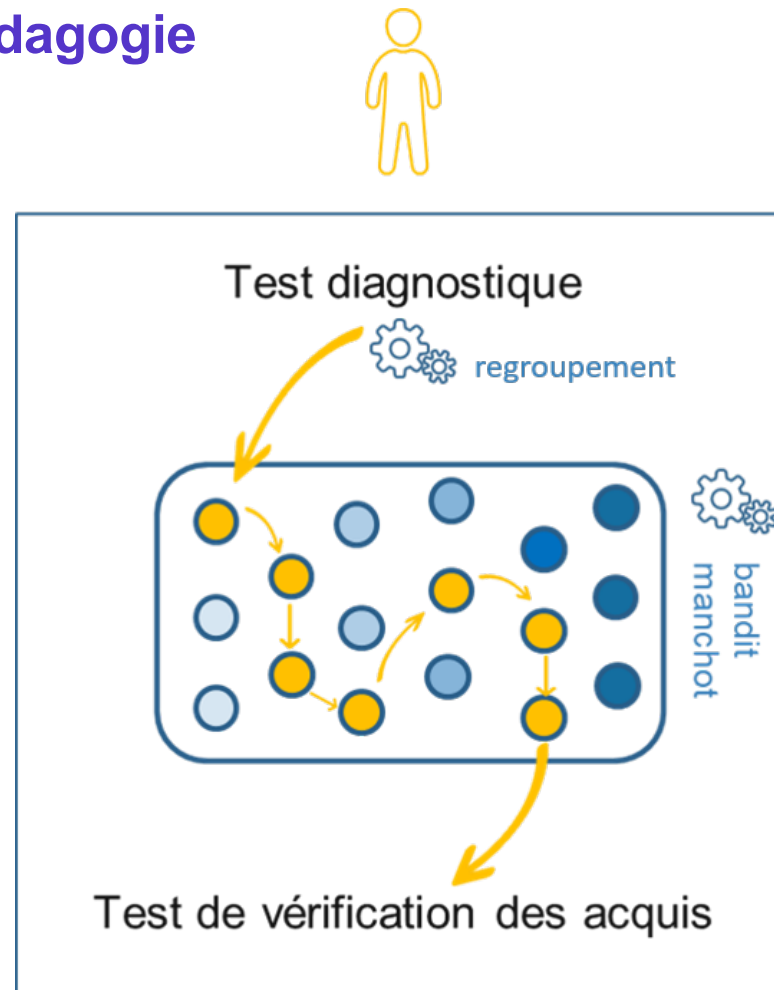 dagogie
Test diagnostique
regroupement
bandit
manchot
Test de vérification des acquis